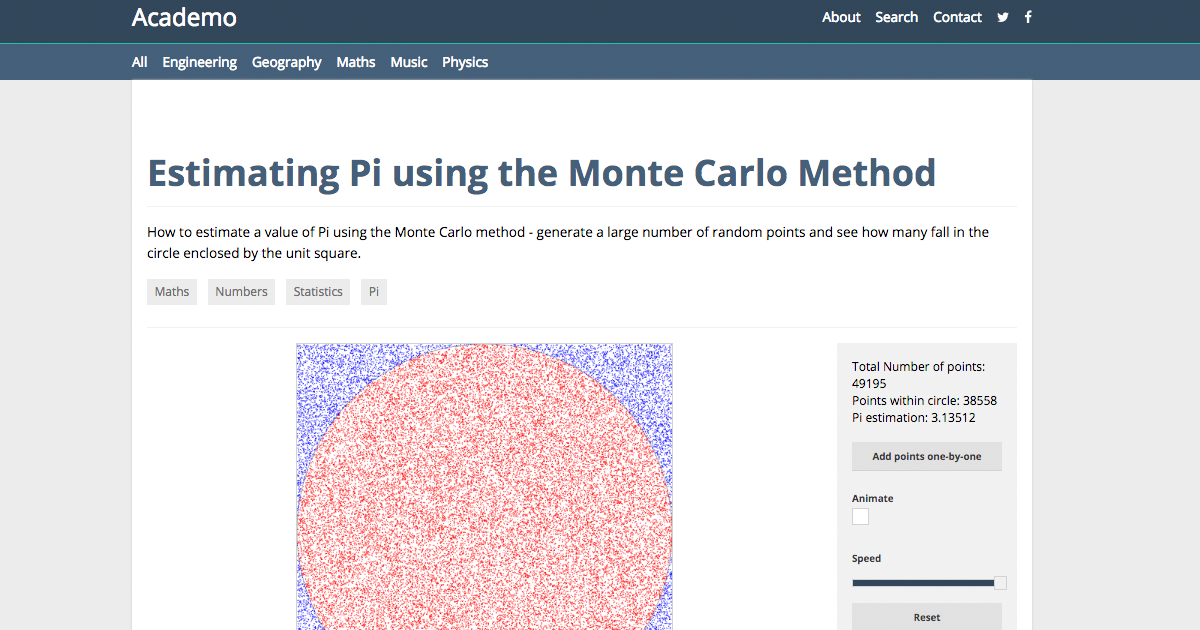 Academo
About Search Contact
All Engineering Geography Maths Music Physics
Estimating Pi using the Monte Carlo Method
How to estimate a value of Pi using the Monte Carlo method - generate a large number of random points and see how many fall in the
circle enclosed by the unit square.
Maths Numbers Statistics Pi
Total Number of points:
49195
Points within circle: 38558
Pi estimation: 3.13512
Add points one-by-one
Animate
Speed
Reset